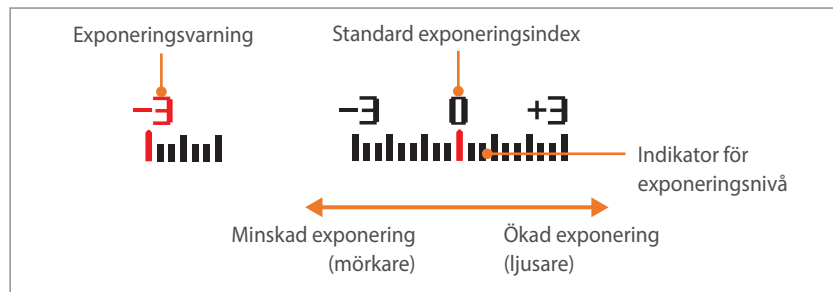 Exponeringsvarning
Standard exponeringsindex
−3
−3 0 +3
Indikator för
exponeringsnivå
Minskad exponering
(mörkare)
Ökad exponering
(ljusare)